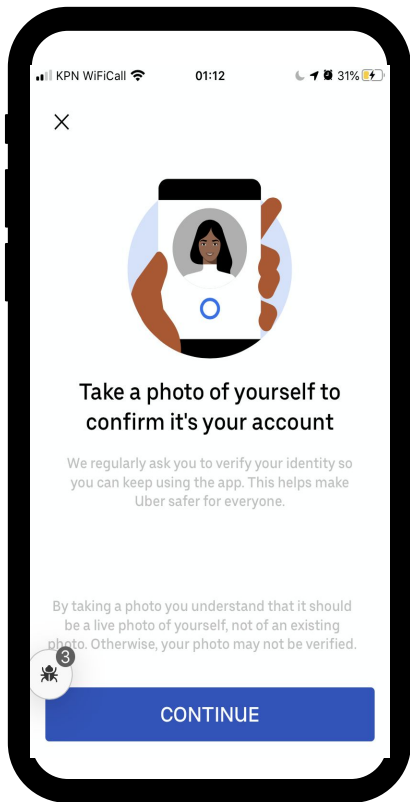 KPN WiFiCall 01:12 31%
Take a photo of yourself to
confirm it's your account
We regularly ask you to verify your identity so
you can keep using the app. This helps make
Uber safer for everyone.
By taking a photo you understand that it should
be a live photo of yourself, not of an existing
photo. Otherwise, your photo may not be verified.
3
CONTINUE